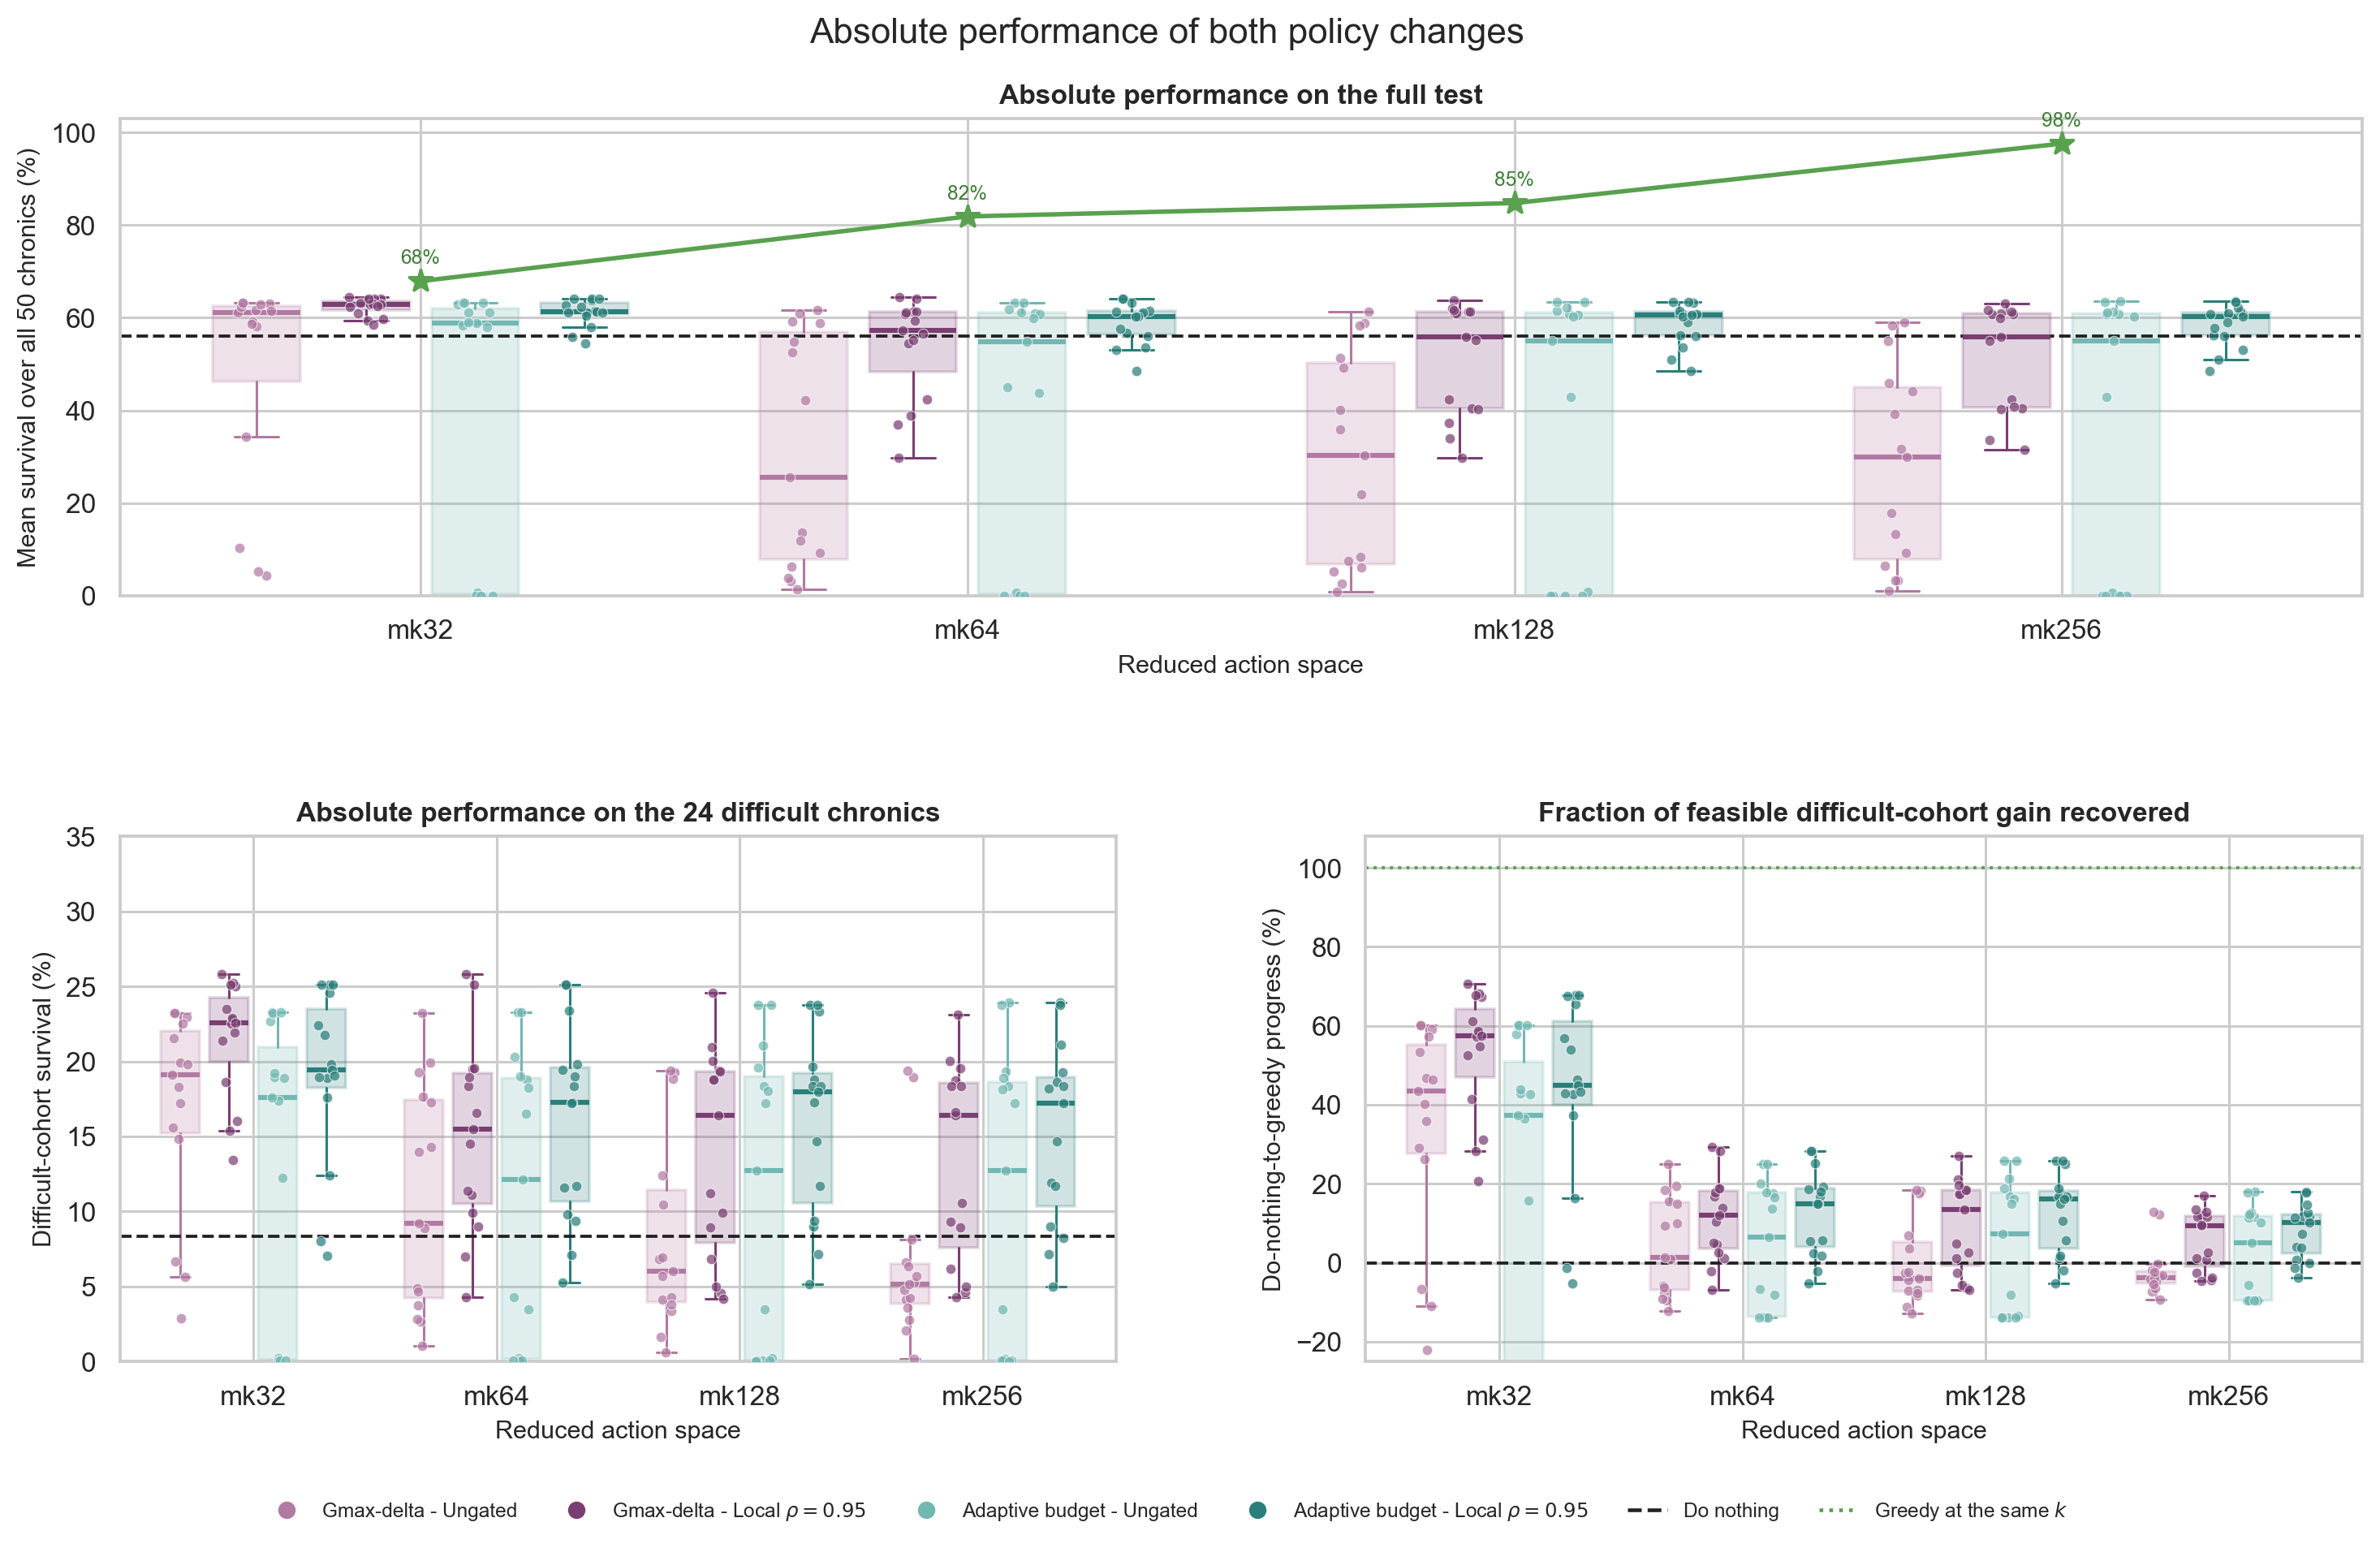 Absolute performance of both policy changes
Absolute performance on the full test
Mean survival over all 50 chronics (%)
100
80
60
40
20
0
68%
82%
85%
98%
mk32
mk64
mk128
mk256
Reduced action space
Absolute performance on the 24 difficult chronics
Difficult-cohort survival (%)
35
30
25
20
15
10
5
0
mk32
mk64
mk128
mk256
Reduced action space
Fraction of feasible difficult-cohort gain recovered
Do-nothing-to-greedy progress (%)
100
80
60
40
20
0
−20
mk32
mk64
mk128
mk256
Reduced action space
Gmax-delta - Ungated
Gmax-delta - Local ρ = 0.95
Adaptive budget - Ungated
Adaptive budget - Local ρ = 0.95
Do nothing
Greedy at the same k